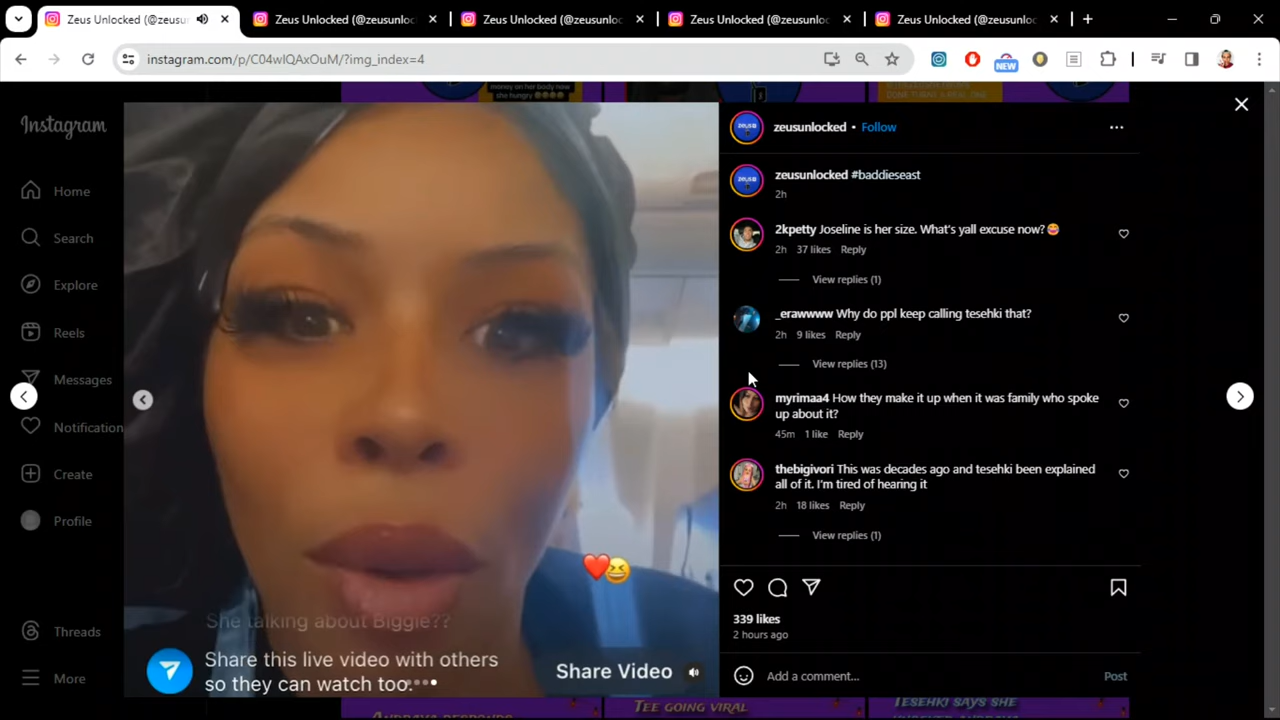 Zeus Unlocked (@zeusun
Zeus Unlocked (@zeusunloc
Zeus Unlocked (@zeusunloc
Zeus Unlocked (@zeusunloc
Zeus Unlocked (@zeusunloc
instagram.com/p/C04wIQAxOuM/?img_index=4
NEW
money on her body now
she hungry
Instagram
Home
Search
Explore
Reels
Messages
Notification
Create
Profile
Threads
More
She talking about Biggie??
Share this live video with others
so they can watch too.
Share Video
zeusunlocked • Follow
zeusunlocked #baddieseast
2h
2kpetty Joseline is her size. What's yall excuse now?😝
2h 37 likes Reply
View replies (1)
_erawwww Why do ppl keep calling tesehki that?
2h 9 likes Reply
View replies (13)
myrimaa4 How they make it up when it was family who spoke
up about it?
45m 1 like Reply
thebigivori This was decades ago and tesehki been explained
all of it. I'm tired of hearing it
2h 18 likes Reply
View replies (1)
339 likes
2 hours ago
Add a comment...
Post
TEE GOING VIRAL
TESEHKI SAYS SHE